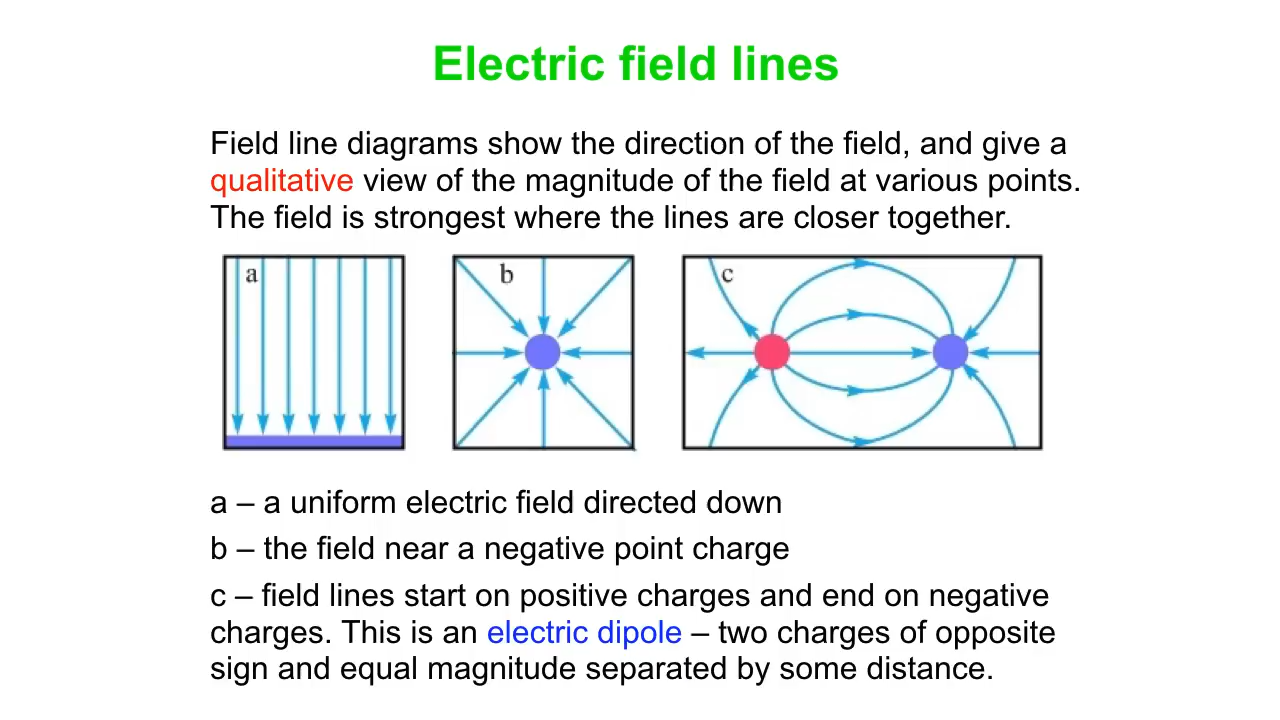 Electric field lines
Field line diagrams show the direction of the field, and give a
qualitative view of the magnitude of the field at various points.
The field is strongest where the lines are closer together.
a
b
c
a – a uniform electric field directed down
b – the field near a negative point charge
c – field lines start on positive charges and end on negative
charges. This is an electric dipole – two charges of opposite
sign and equal magnitude separated by some distance.